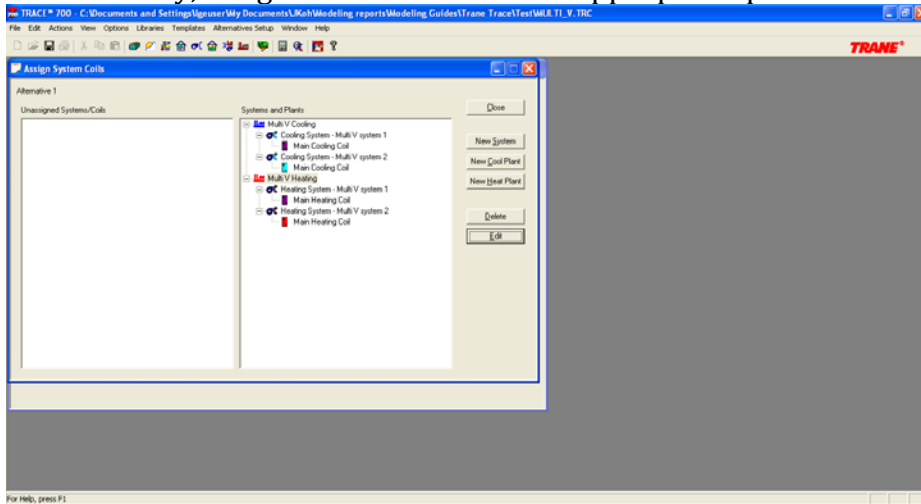 TRACE® 700 - C:\Documents and Settings\lgeuser\My Documents\JKoh\Modeling reports\Modeling Guides\Trane Trace\Test\MULTI_V.TRC
File Edit Actions View Options Libraries Templates Alternatives Setup Window Help
TRANE®
Assign System Coils
Alternative 1
Unassigned Systems/Coils
Systems and Plants
Multi V Cooling
Cooling System - Multi V system 1
Main Cooling Coil
Cooling System - Multi V system 2
Main Cooling Coil
Multi V Heating
Heating System - Multi V system 1
Main Heating Coil
Heating System - Multi V system 2
Main Heating Coil
Close
New System
New Cool Plant
New Heat Plant
Delete
Edit
For Help, press F1